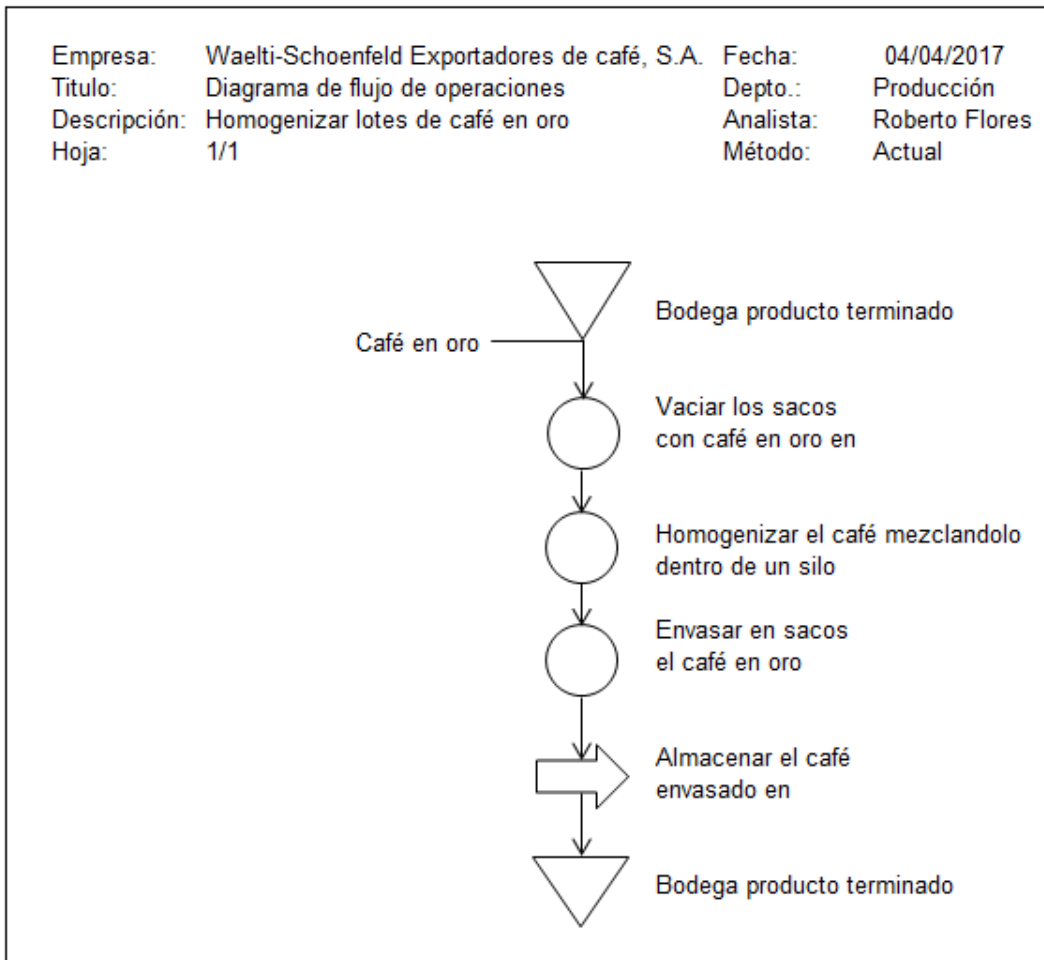 Empresa: Waelti-Schoenfeld Exportadores de café, S.A. Fecha: 04/04/2017
Titulo: Diagrama de flujo de operaciones Depto.: Producción
Descripción: Homogenizar lotes de café en oro Analista: Roberto Flores
Hoja: 1/1 Método: Actual
Bodega producto terminado
Café en oro
Vaciar los sacos
con café en oro en
Homogenizar el café mezclandolo
dentro de un silo
Envasar en sacos
el café en oro
Almacenar el café
envasado en
Bodega producto terminado